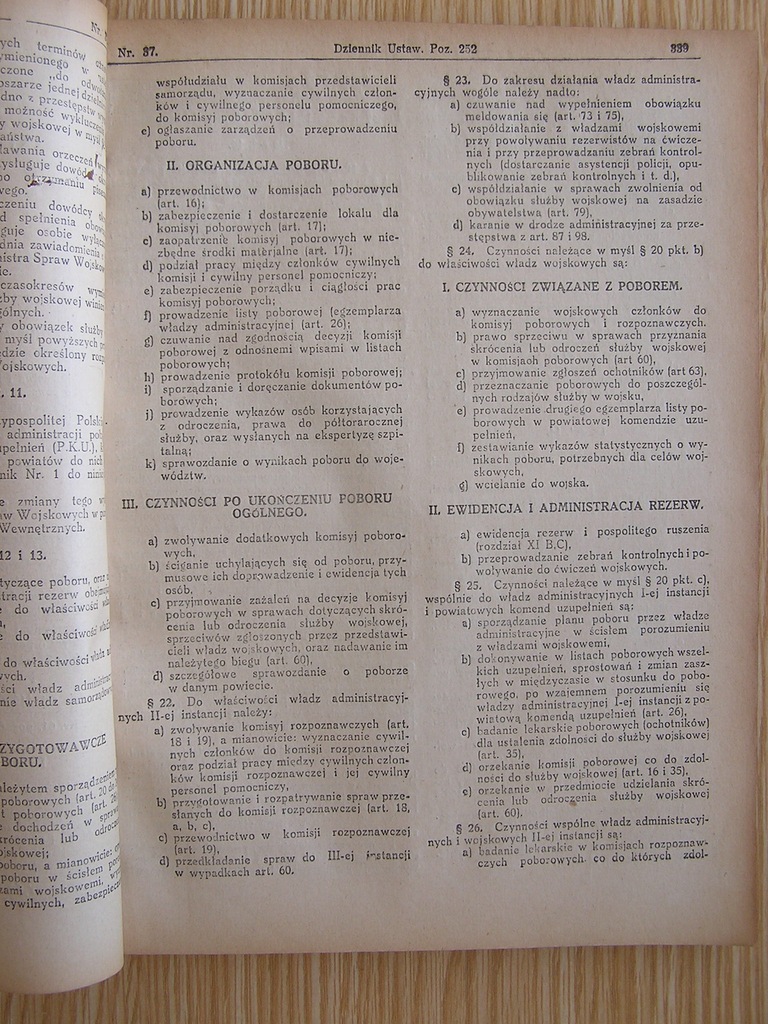 Nr. 37. Dziennik Ustaw. Poz. 232 339
współudziału w komisjach przedstawicieli
samorządu, wyznaczanie cywilnych człon-
ków i cywilnego personelu pomocniczego,
do komisyj poborowych;
e) ogłaszanie zarządzeń o przeprowadzeniu
poboru.
II. ORGANIZACJA POBORU.
a) przewodnictwo w komisjach poborowych
(art. 16);
b) zabezpieczenie i dostarczenie lokalu dla
komisyj poborowych (art. 17);
c) zaopatrzenie komisyj poborowych w nie-
zbędne środki materjalne (art. 17);
d) podział pracy między członków cywilnych
komisji i cywilny personel pomocniczy;
e) zabezpieczenie porządku i ciągłości prac
komisyj poborowych;
f) prowadzenie listy poborowej (egzemplarza
władzy administracyjnej (art. 26);
g) czuwanie nad zgodnością decyzji komisji
poborowej z odnośnemi wpisami w listach
poborowych;
h) prowadzenie protokółu komisji poborowej;
i) sporządzanie i doręczanie dokumentów po-
borowych;
j) prowadzenie wykazów osób korzystających
z odroczenia, prawa do półtorarocznej
służby, oraz wysłanych na ekspertyzę szpi-
talną;
k) sprawozdanie o wynikach poboru do woje-
wództw.
III. CZYNNOŚCI PO UKOŃCZENIU POBORU
OGÓLNEGO.
a) zwoływanie dodatkowych komisyj poboro-
wych,
b) ściganie uchylających się od poboru, przy-
musowe ich doprowadzenie i ewidencja tych
osób,
c) przyjmowanie zażaleń na decyzje komisyj
poborowych w sprawach dotyczących skró-
cenia lub odroczenia służby wojskowej,
sprzeciwów zgłoszonych przez przedstawi-
cieli władz wojskowych, oraz nadawanie im
należytego biegu (art. 60),
d) szczegółowe sprawozdanie o poborze
w danym powiecie.
§ 22. Do właściwości władz administracyj-
nych II-ej instancji należy:
a) zwoływanie komisyj rozpoznawczych (art.
18 i 19), a mianowicie: wyznaczanie cywil-
nych członków do komisji rozpoznawczej
oraz podział pracy między cywilnych człon-
ków komisji rozpoznawczej i jej cywilny
personel pomocniczy,
b) przygotowanie i rozpatrywanie spraw prze-
słanych do komisji rozpoznawczej (art. 18,
a, b, c),
c) przewodnictwo w komisji rozpoznawczej
(art. 19),
d) przedkładanie spraw do III-ej instancji
w wypadkach art. 60.
§ 23. Do zakresu działania władz administra-
cyjnych wogóle należy nadto:
a) czuwanie nad wypełnieniem obowiązku
meldowania się (art. 73 i 75),
b) współdziałanie z władzami wojskowemi
przy powoływaniu rezerwistów na ćwicze-
nia i przy przeprowadzaniu zebrań kontrol-
nych (dostarczanie asystencji policji, opu-
blikowanie zebrań kontrolnych i t. d.),
c) współdziałanie w sprawach zwolnienia od
obowiązku służby wojskowej na zasadzie
obywatelstwa (art. 79),
d) karanie w drodze administracyjnej za prze-
stępstwa z art. 87 i 98.
§ 24. Czynności należące w myśl § 20 pkt. b)
do właściwości władz wojskowych są:
I. CZYNNOŚCI ZWIĄZANE Z POBOREM.
a) wyznaczanie wojskowych członków do
komisyj poborowych i rozpoznawczych.
b) prawo sprzeciwu w sprawach przyznania
skrócenia lub odroczeń służby wojskowej
w komisjach poborowych (art 60),
c) przyjmowanie zgłoszeń ochotników (art 63),
d) przeznaczanie poborowych do poszczegól-
nych rodzajów służby w wojsku,
e) prowadzenie drugiego egzemplarza listy po-
borowych w powiatowej komendzie uzu-
pełnień,
f) zestawianie wykazów statystycznych o wy-
nikach poboru, potrzebnych dla celów woj-
skowych,
g) wcielanie do wojska.
II. EWIDENCJA I ADMINISTRACJA REZERW.
a) ewidencja rezerw i pospolitego ruszenia
(rozdział XI B.C),
b) przeprowadzanie zebrań kontrolnych i po-
woływanie do ćwiczeń wojskowych.
§ 25. Czynności należące w myśl § 20 pkt. c),
wspólnie do władz administracyjnych I-ej instancji
i powiatowych komend uzupełnień są:
a) sporządzanie planu poboru przez władze
administracyjne w ścisłem porozumieniu
z władzami wojskowemi,
b) dokonywanie w listach poborowych wszel-
kich uzupełnień, sprostowań i zmian zasz-
łych w międzyczasie w stosunku do pobo-
rowego, po wzajemnem porozumieniu się
władzy administracyjnej I-ej instancji z po-
wiatową komendą uzupełnień (art. 26),
c) badanie lekarskie poborowych (ochotników)
dla ustalenia zdolności do służby wojskowej
(art. 35),
d) orzekanie komisji poborowej co do zdol-
ności do służby wojskowej (art. 16 i 35),
e) orzekanie w przedmiocie udzielania skró-
cenia lub odroczenia służby wojskowej
(art. 60).
§ 26. Czynności wspólne władz administracyj-
nych i wojskowych II-ej instancji są:
a) badanie lekarskie w komisjach rozpoznaw-
czych poborowych, co do których zdol-